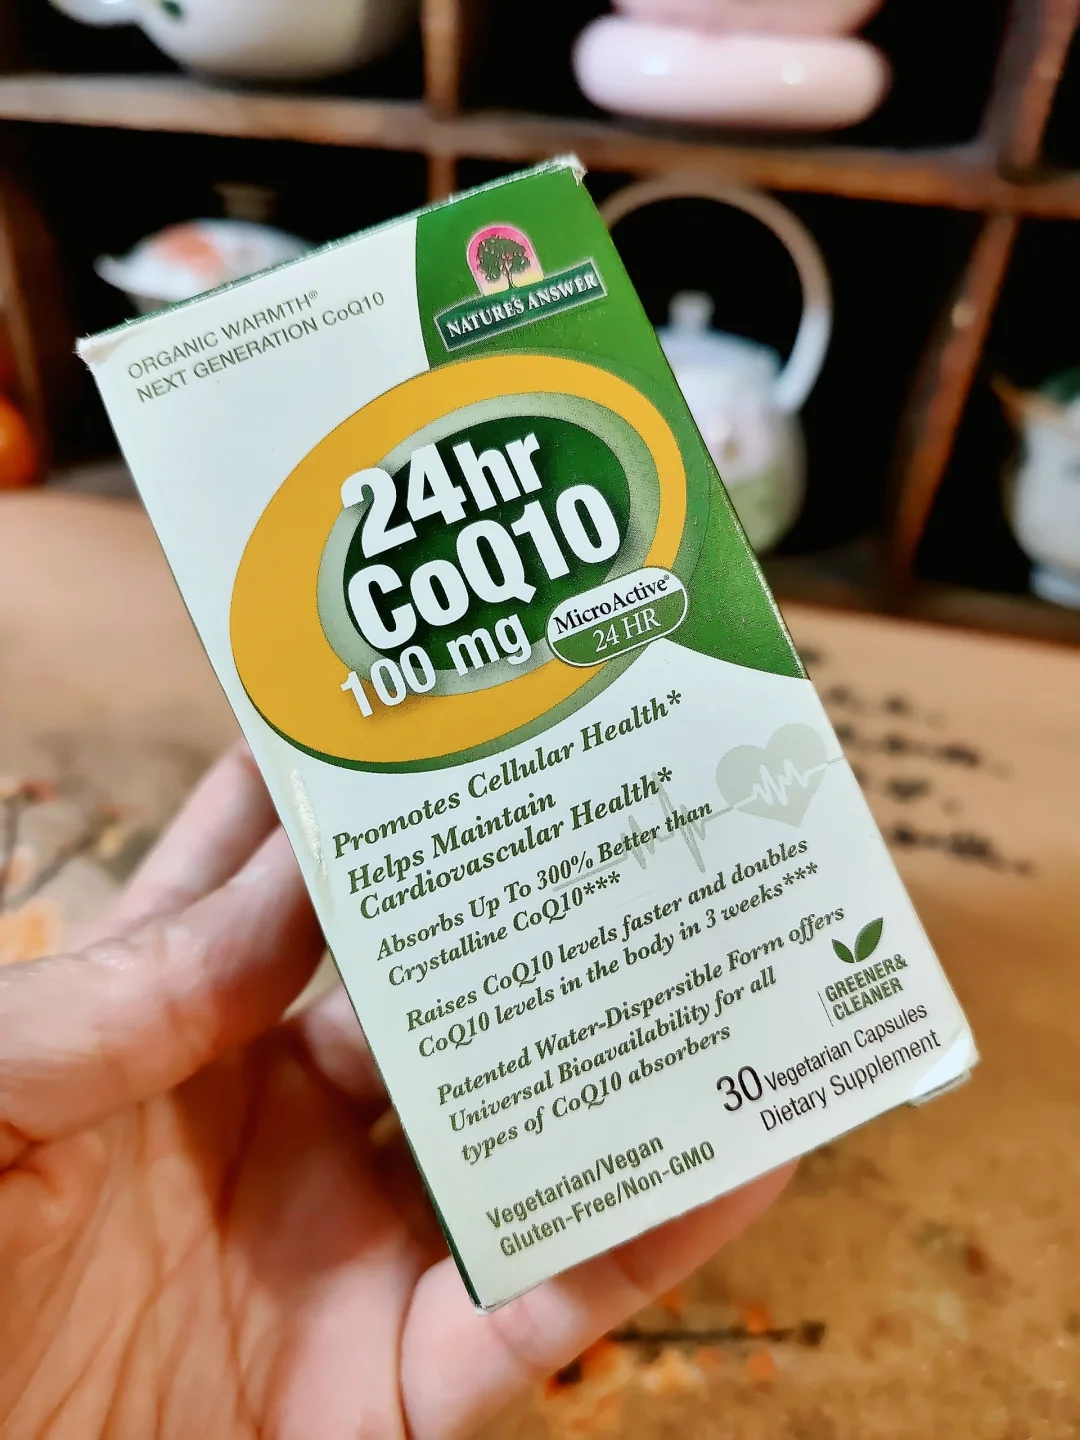 ORGANIC WARMTH®
NEXT GENERATION CoQ10
NATURE'S ANSWER
24hr
CoQ10
100 mg
MicroActive®
24 HR
Promotes Cellular Health*
Helps Maintain
Cardiovascular Health*
Absorbs Up To 300% Better than
Crystalline CoQ10***
Raises CoQ10 levels faster and doubles
CoQ10 levels in the body in 3 weeks***
Patented Water-Dispersible Form offers
Universal Bioavailability for all
types of CoQ10 absorbers
GREENER&
CLEANER
30 Vegetarian Capsules
Dietary Supplement
Vegetarian/Vegan
Gluten-Free/Non-GMO